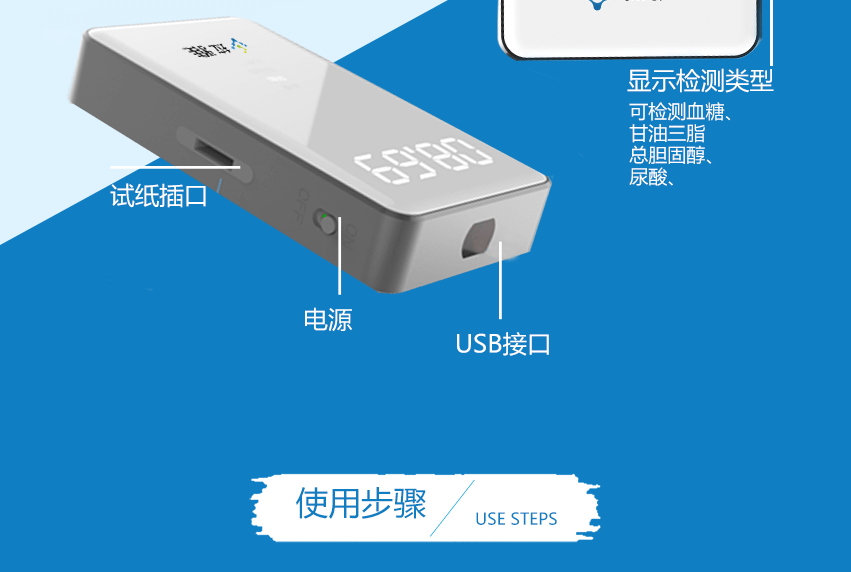 显示检测类型
可检测血糖、
甘油三脂
总胆固醇、
尿酸、
试纸插口
OFF
ON
电源
USB接口
使用步骤
USE STEPS